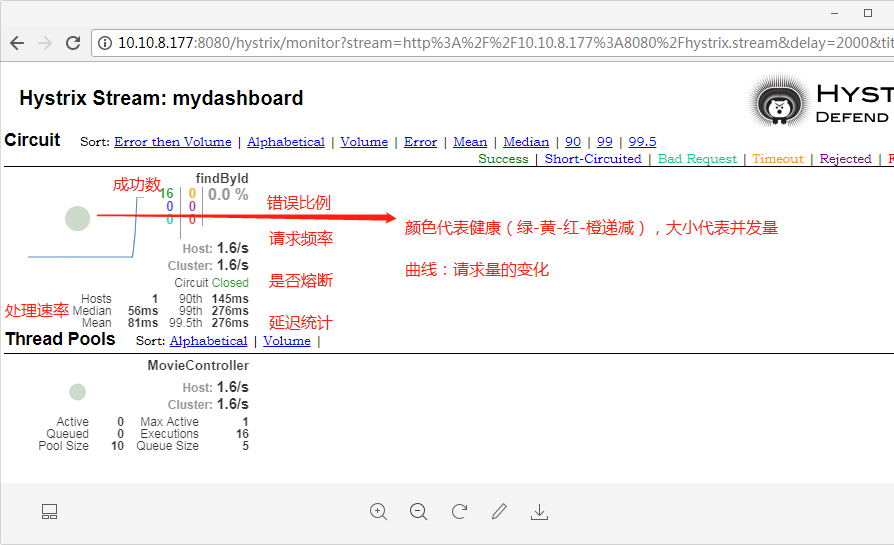 10.10.8.177:8080/hystrix/monitor?stream=http%3A%2F%2F10.10.8.177%3A8080%2Fhystrix.stream&delay=2000&tit
Hystrix Stream: mydashboard
HYST
DEFEND
Circuit Sort: Error then Volume | Alphabetical | Volume | Error | Mean | Median | 90 | 99 | 99.5
Success | Short-Circuited | Bad Request | Timeout | Rejected | F
findById
成功数 16 0 0.0 % 错误比例
0 0
0 0
颜色代表健康（绿-黄-红-橙递减），大小代表并发量
Host: 1.6/s 请求频率
Cluster: 1.6/s
曲线：请求量的变化
Circuit Closed 是否熔断
Hosts 1 90th 145ms
处理速率 Median 56ms 99th 276ms
Mean 81ms 99.5th 276ms 延迟统计
Thread Pools Sort: Alphabetical | Volume |
MovieController
Host: 1.6/s
Cluster: 1.6/s
Active 0 Max Active 1
Queued 0 Executions 16
Pool Size 10 Queue Size 5